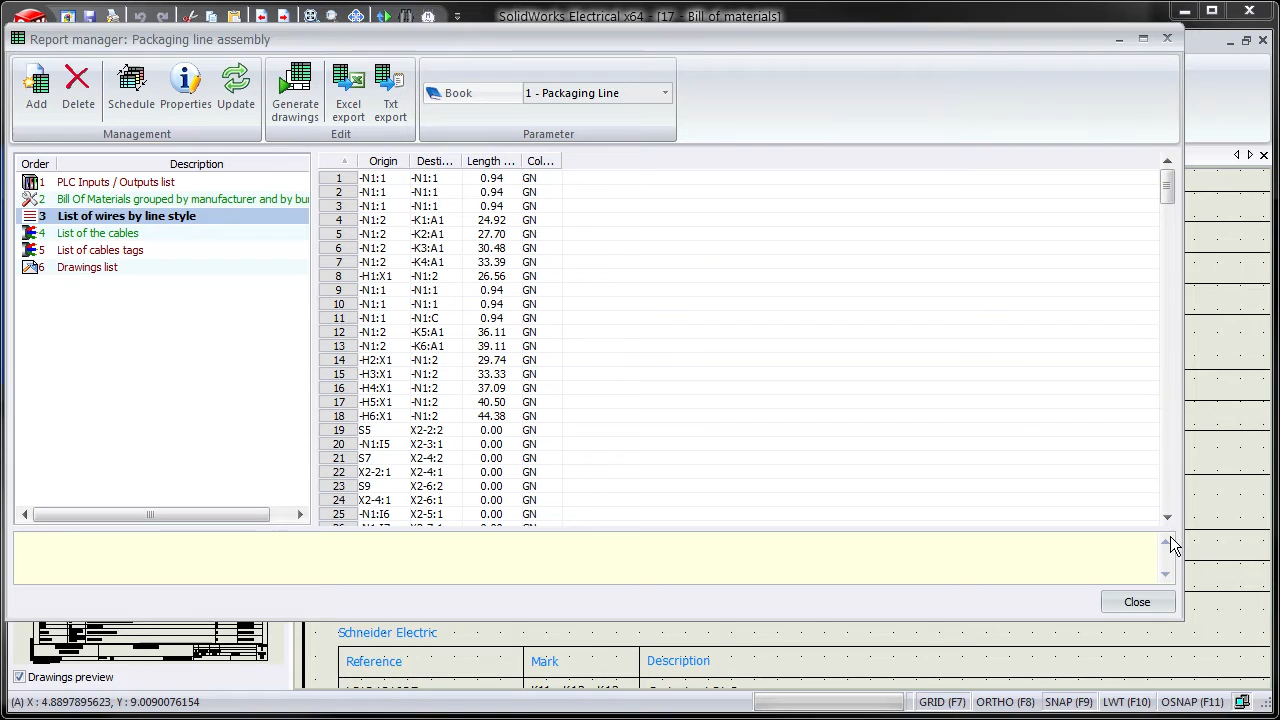 SolidWorks Electrical x64 - [17 - Bill of materials]
Report manager: Packaging line assembly
Add
Delete
Schedule
Properties
Update
Generate drawings
Excel export
Txt export
Book
1 - Packaging Line
Management
Edit
Parameter
Order Description
1 PLC Inputs / Outputs list
2 Bill Of Materials grouped by manufacturer and by bu
3 List of wires by line style
4 List of the cables
5 List of cables tags
6 Drawings list
Origin Desti... Length ... Col...
1 -N1:1 -N1:1 0.94 GN
2 -N1:1 -N1:1 0.94 GN
3 -N1:1 -N1:1 0.94 GN
4 -N1:2 -K1:A1 24.92 GN
5 -N1:2 -K2:A1 27.70 GN
6 -N1:2 -K3:A1 30.48 GN
7 -N1:2 -K4:A1 33.39 GN
8 -H1:X1 -N1:2 26.56 GN
9 -N1:1 -N1:1 0.94 GN
10 -N1:1 -N1:1 0.94 GN
11 -N1:1 -N1:C 0.94 GN
12 -N1:2 -K5:A1 36.11 GN
13 -N1:2 -K6:A1 39.11 GN
14 -H2:X1 -N1:2 29.74 GN
15 -H3:X1 -N1:2 33.33 GN
16 -H4:X1 -N1:2 37.09 GN
17 -H5:X1 -N1:2 40.50 GN
18 -H6:X1 -N1:2 44.38 GN
19 S5 X2-2:2 0.00 GN
20 -N1:I5 X2-3:1 0.00 GN
21 S7 X2-4:2 0.00 GN
22 X2-2:1 X2-4:1 0.00 GN
23 S9 X2-6:2 0.00 GN
24 X2-4:1 X2-6:1 0.00 GN
25 -N1:I6 X2-5:1 0.00 GN
Close
Schneider Electric
Reference Mark Description
Drawings preview
(A) X : 4.8897895623, Y : 9.0090076154
GRID (F7) ORTHO (F8) SNAP (F9) LWT (F10) OSNAP (F11)